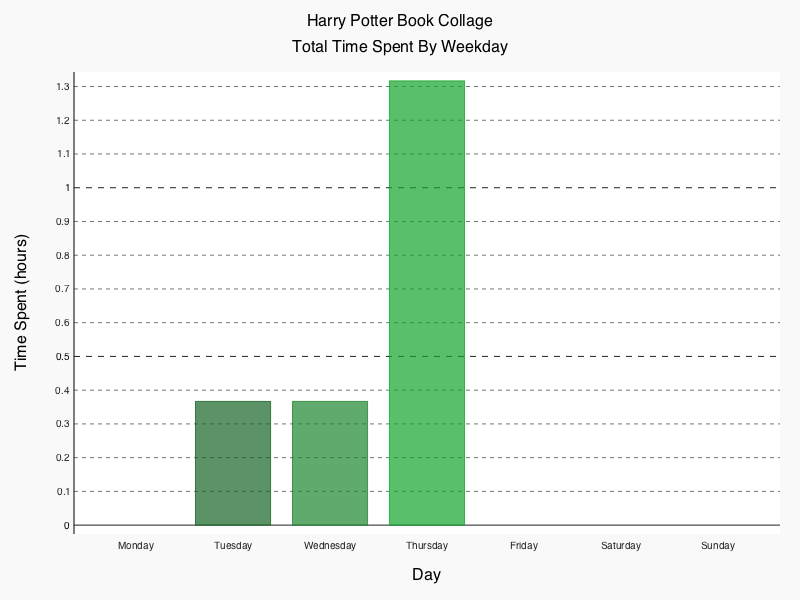 Harry Potter Book Collage
Total Time Spent By Weekday
Time Spent (hours)
1.3
1.2
1.1
1
0.9
0.8
0.7
0.6
0.5
0.4
0.3
0.2
0.1
0
Monday Tuesday Wednesday Thursday Friday Saturday Sunday
Day